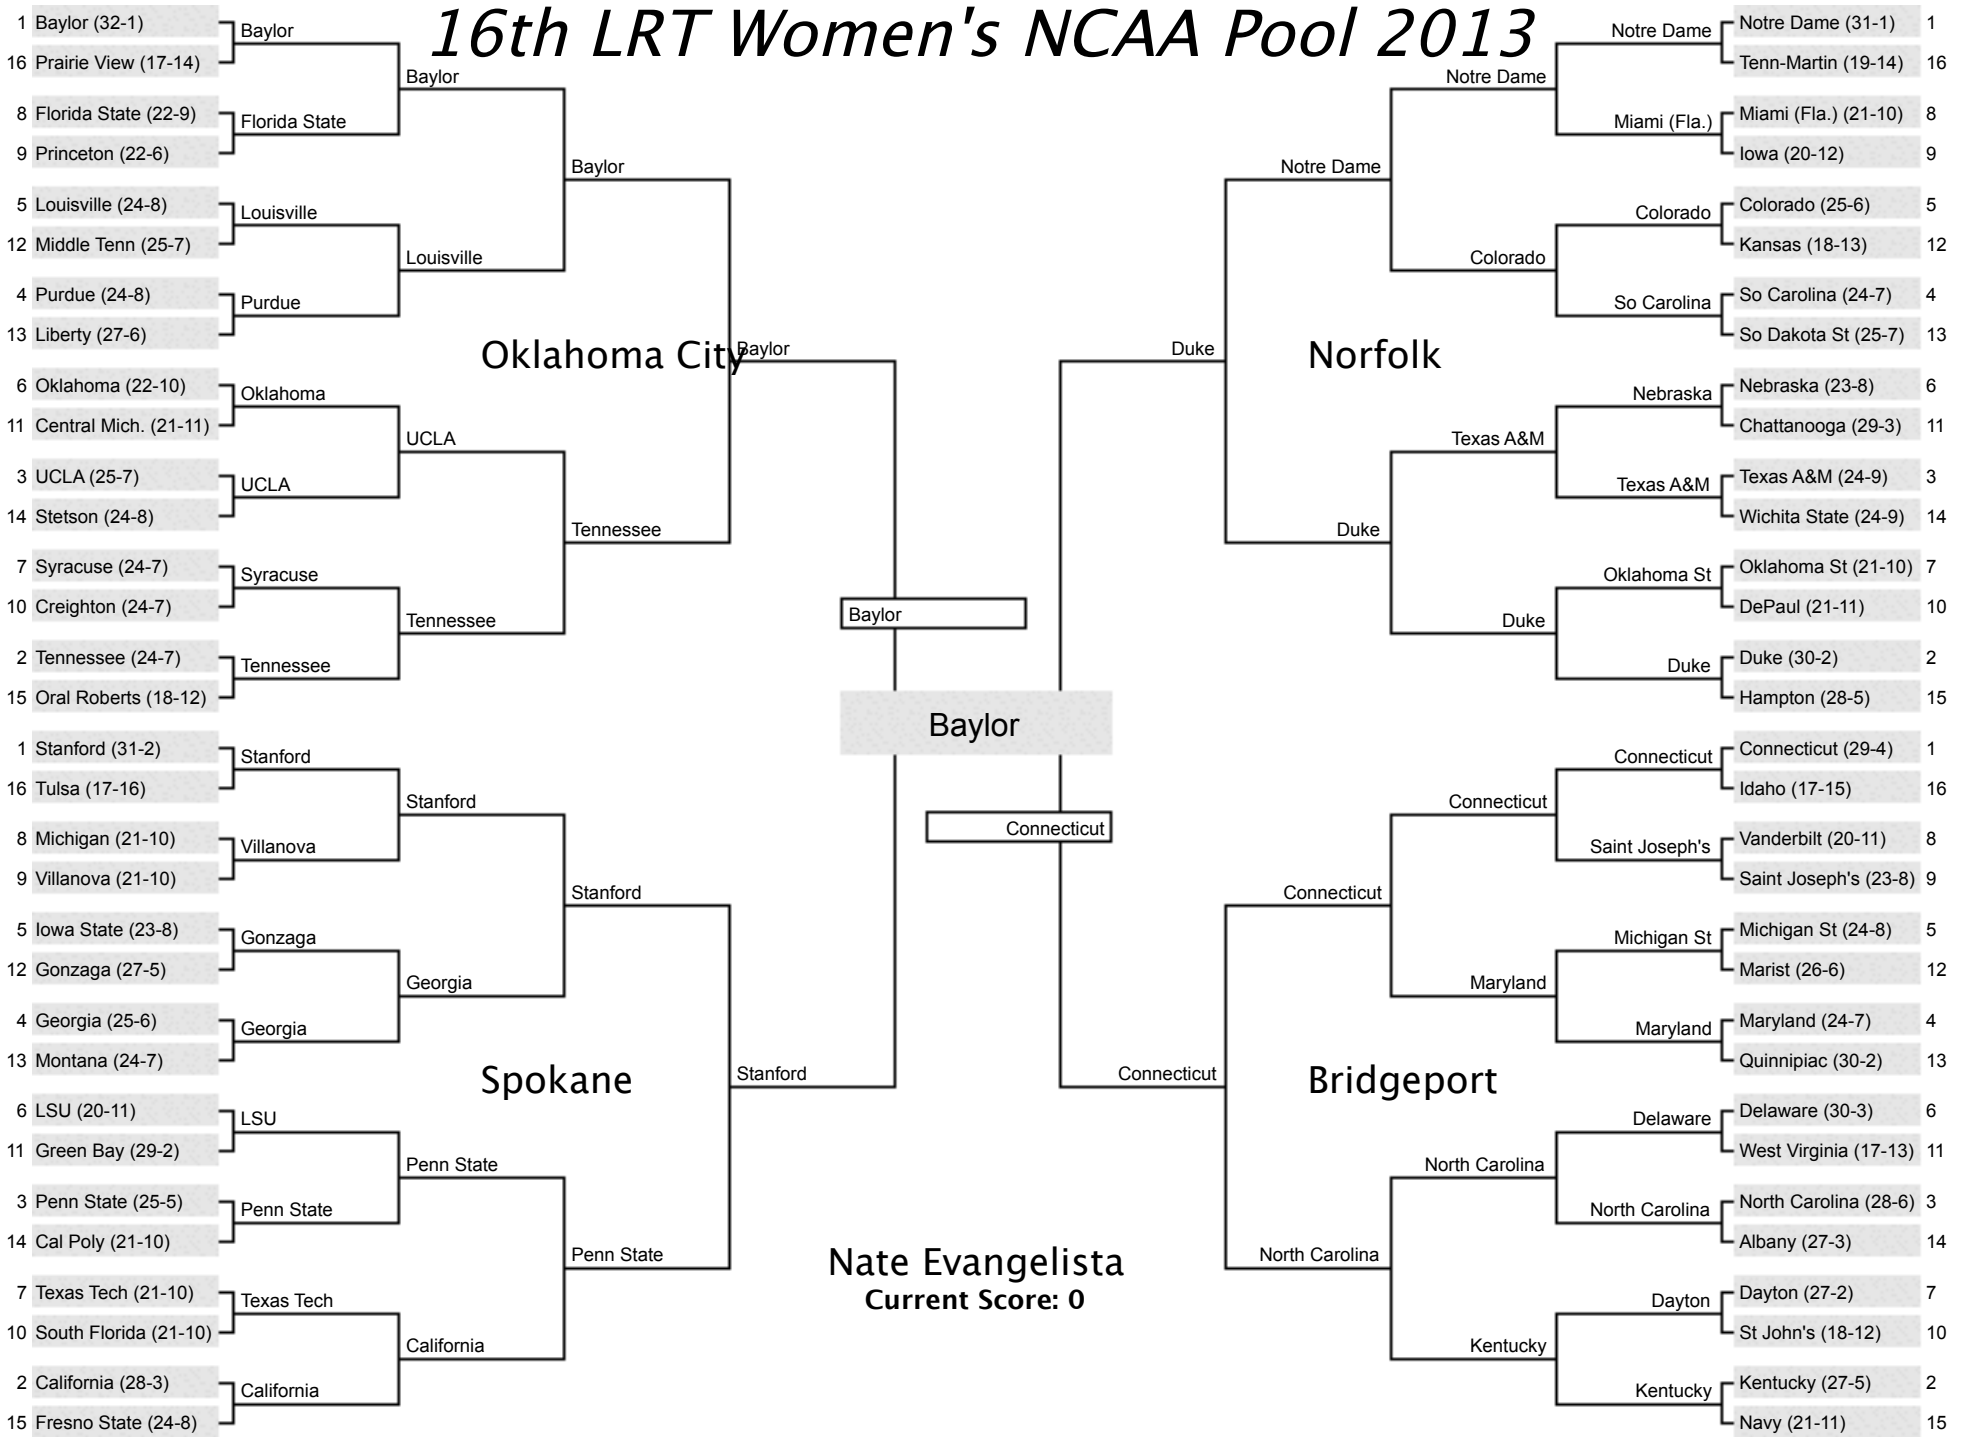 16th LRT Women's NCAA Pool 2013
1 Baylor (32-1)
16 Prairie View (17-14)
8 Florida State (22-9)
9 Princeton (22-6)
5 Louisville (24-8)
12 Middle Tenn (25-7)
4 Purdue (24-8)
13 Liberty (27-6)
6 Oklahoma (22-10)
11 Central Mich. (21-11)
3 UCLA (25-7)
14 Stetson (24-8)
7 Syracuse (24-7)
10 Creighton (24-7)
2 Tennessee (24-7)
15 Oral Roberts (18-12)
Baylor
Florida State
Louisville
Purdue
Oklahoma
UCLA
Syracuse
Tennessee
Baylor
Louisville
UCLA
Tennessee
Baylor
Tennessee
Oklahoma City
Baylor
1 Stanford (31-2)
16 Tulsa (17-16)
8 Michigan (21-10)
9 Villanova (21-10)
5 Iowa State (23-8)
12 Gonzaga (27-5)
4 Georgia (25-6)
13 Montana (24-7)
6 LSU (20-11)
11 Green Bay (29-2)
3 Penn State (25-5)
14 Cal Poly (21-10)
7 Texas Tech (21-10)
10 South Florida (21-10)
2 California (28-3)
15 Fresno State (24-8)
Stanford
Villanova
Gonzaga
Georgia
LSU
Penn State
Texas Tech
California
Stanford
Georgia
Penn State
California
Stanford
Penn State
Spokane
Stanford
Baylor
Baylor
Connecticut
Nate Evangelista
Current Score: 0
Notre Dame (31-1) 1
Tenn-Martin (19-14) 16
Miami (Fla.) (21-10) 8
Iowa (20-12) 9
Colorado (25-6) 5
Kansas (18-13) 12
So Carolina (24-7) 4
So Dakota St (25-7) 13
Nebraska (23-8) 6
Chattanooga (29-3) 11
Texas A&M (24-9) 3
Wichita State (24-9) 14
Oklahoma St (21-10) 7
DePaul (21-11) 10
Duke (30-2) 2
Hampton (28-5) 15
Notre Dame
Miami (Fla.)
Colorado
So Carolina
Nebraska
Texas A&M
Oklahoma St
Duke
Notre Dame
Colorado
Texas A&M
Duke
Notre Dame
Duke
Norfolk
Duke
Connecticut (29-4) 1
Idaho (17-15) 16
Vanderbilt (20-11) 8
Saint Joseph's (23-8) 9
Michigan St (24-8) 5
Marist (26-6) 12
Maryland (24-7) 4
Quinnipiac (30-2) 13
Delaware (30-3) 6
West Virginia (17-13) 11
North Carolina (28-6) 3
Albany (27-3) 14
Dayton (27-2) 7
St John's (18-12) 10
Kentucky (27-5) 2
Navy (21-11) 15
Connecticut
Saint Joseph's
Michigan St
Maryland
Delaware
North Carolina
Dayton
Kentucky
Connecticut
Maryland
North Carolina
Kentucky
Connecticut
North Carolina
Bridgeport
Connecticut